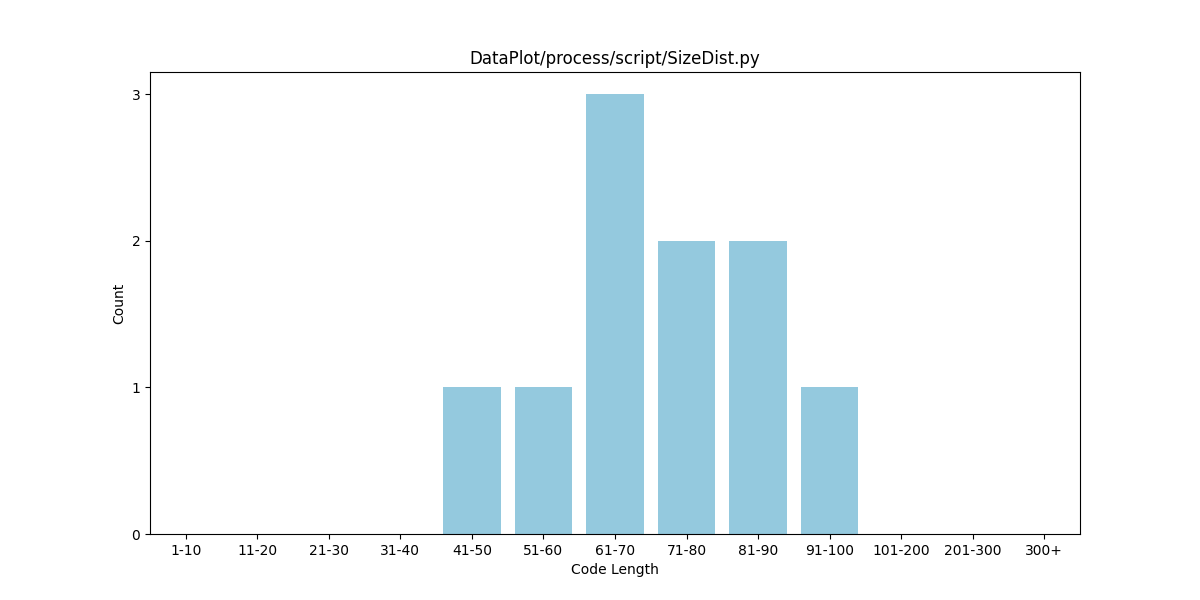 DataPlot/process/script/SizeDist.py
3
2
1
0
Count
1-10 11-20 21-30 31-40 41-50 51-60 61-70 71-80 81-90 91-100 101-200 201-300 300+
Code Length